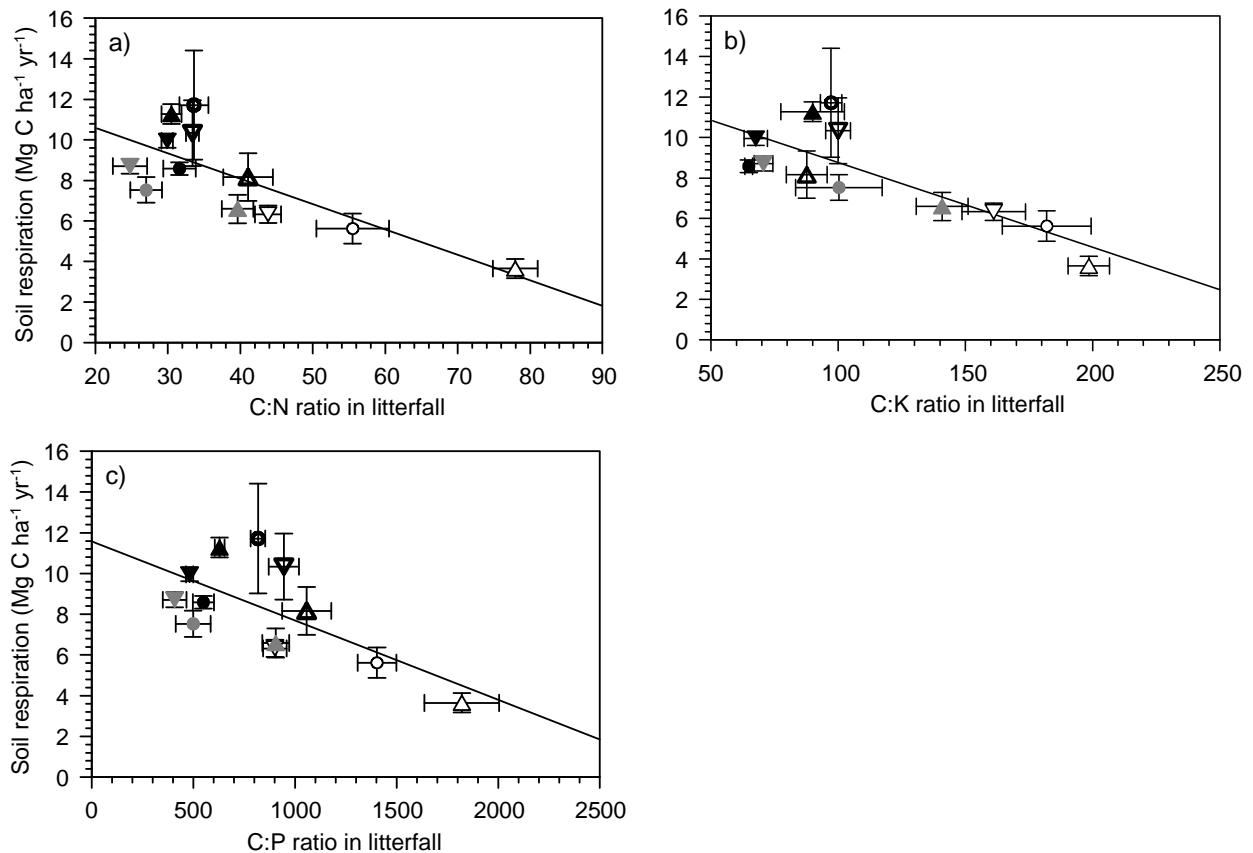 a)
Soil respiration (Mg C ha⁻¹ yr⁻¹)
16
14
12
10
8
6
4
2
0
20 30 40 50 60 70 80 90
C:N ratio in litterfall
b)
16
14
12
10
8
6
4
2
0
50 100 150 200 250
C:K ratio in litterfall
c)
Soil respiration (Mg C ha⁻¹ yr⁻¹)
16
14
12
10
8
6
4
2
0
0 500 1000 1500 2000 2500
C:P ratio in litterfall